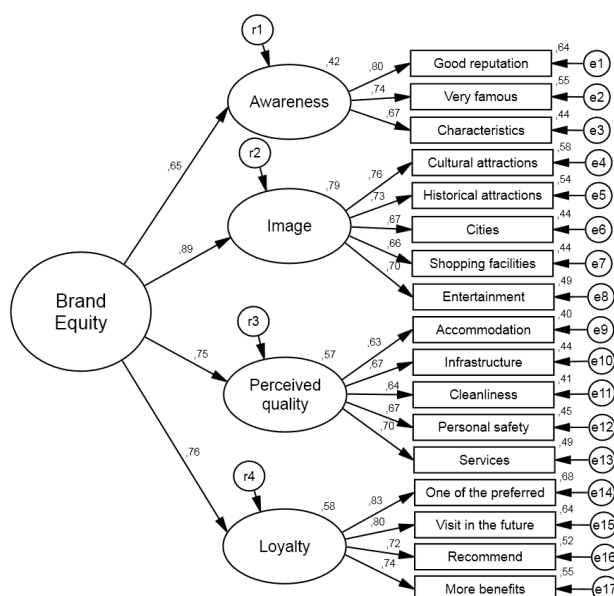 r1
,42
Awareness
,65
,80
,74
,67
Good reputation
,64
e1
Very famous
,55
e2
Characteristics
,44
e3
r2
,79
Image
,89
,76
,73
,67
,66
,70
Cultural attractions
,58
e4
Historical attractions
,54
e5
Cities
,44
e6
Shopping facilities
,44
e7
Entertainment
,49
e8
Brand
Equity
r3
,57
Perceived
quality
,75
,63
,67
,64
,67
,70
Accommodation
,40
e9
Infrastructure
,44
e10
Cleanliness
,41
e11
Personal safety
,45
e12
Services
,49
e13
r4
,58
Loyalty
,76
,83
,80
,72
,74
One of the preferred
,68
e14
Visit in the future
,64
e15
Recommend
,52
e16
More benefits
,55
e17